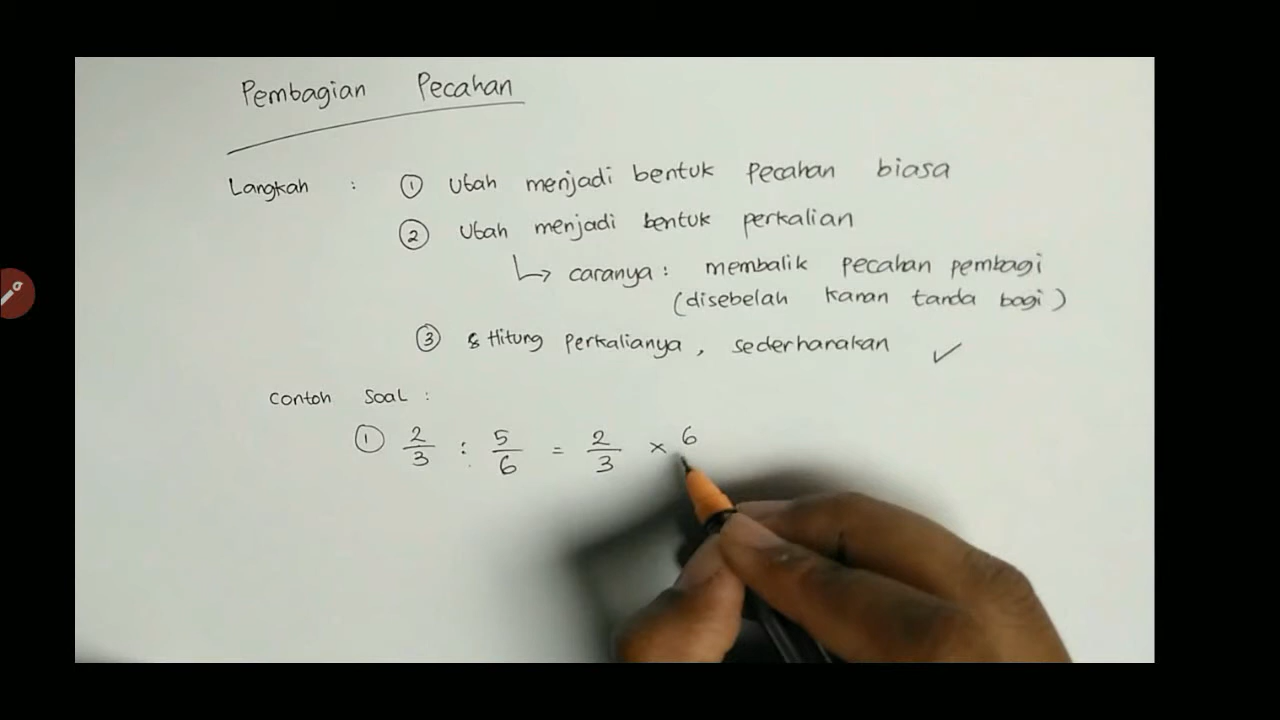 Pembagian Pecahan
Langkah : ① Ubah menjadi bentuk pecahan biasa
② Ubah menjadi bentuk perkalian
↳ caranya : membalik pecahan pembagi
(disebelah kanan tanda bagi)
③ Hitung perkalianya, sederhanakan ✓
Contoh Soal :
① 2/3 : 5/6 = 2/3 × 6